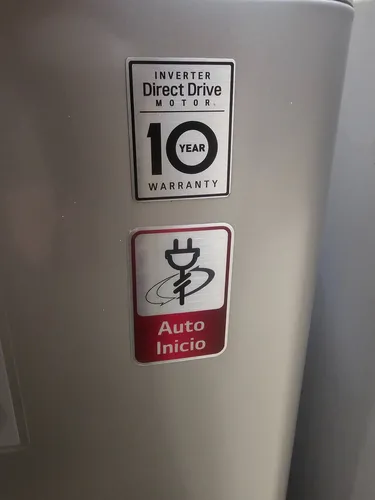 INVERTER
Direct Drive
MOTOR
10 YEAR
WARRANTY
Auto
Inicio